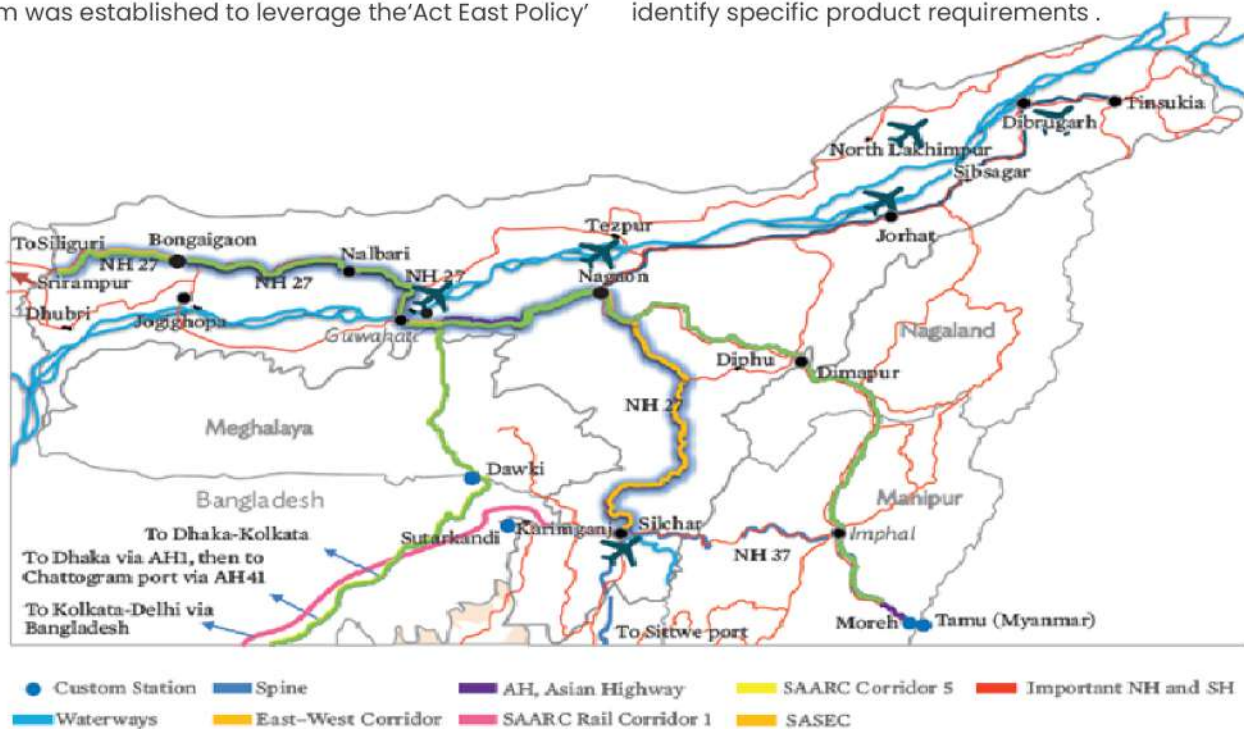 m was established to leverage the‘Act East Policy’
identify specific product requirements .
Tinsukia
Dibrugarh
North Lakhimpur
Sibsagar
Tezpur
Jorhat
To Siliguri
Bongaigaon
Nalbari
NH 27
NH 27
NH 27
Nagaon
Srirampur
Dhubri
Jogighopa
Guwahati
Nagaland
Diphu
Dimapur
NH 27
Meghalaya
Dawki
Bangladesh
Manipur
To Dhaka-Kolkata
Sutarkandi
Karimganj
Silchar
Imphal
NH 37
To Dhaka via AH1, then to
Chattogram port via AH41
To Kolkata-Delhi via
Bangladesh
To Sittwe port
Moreh
Tamu (Myanmar)
Custom Station
Spine
AH, Asian Highway
SAARC Corridor 5
Important NH and SH
Waterways
East–West Corridor
SAARC Rail Corridor 1
SASEC